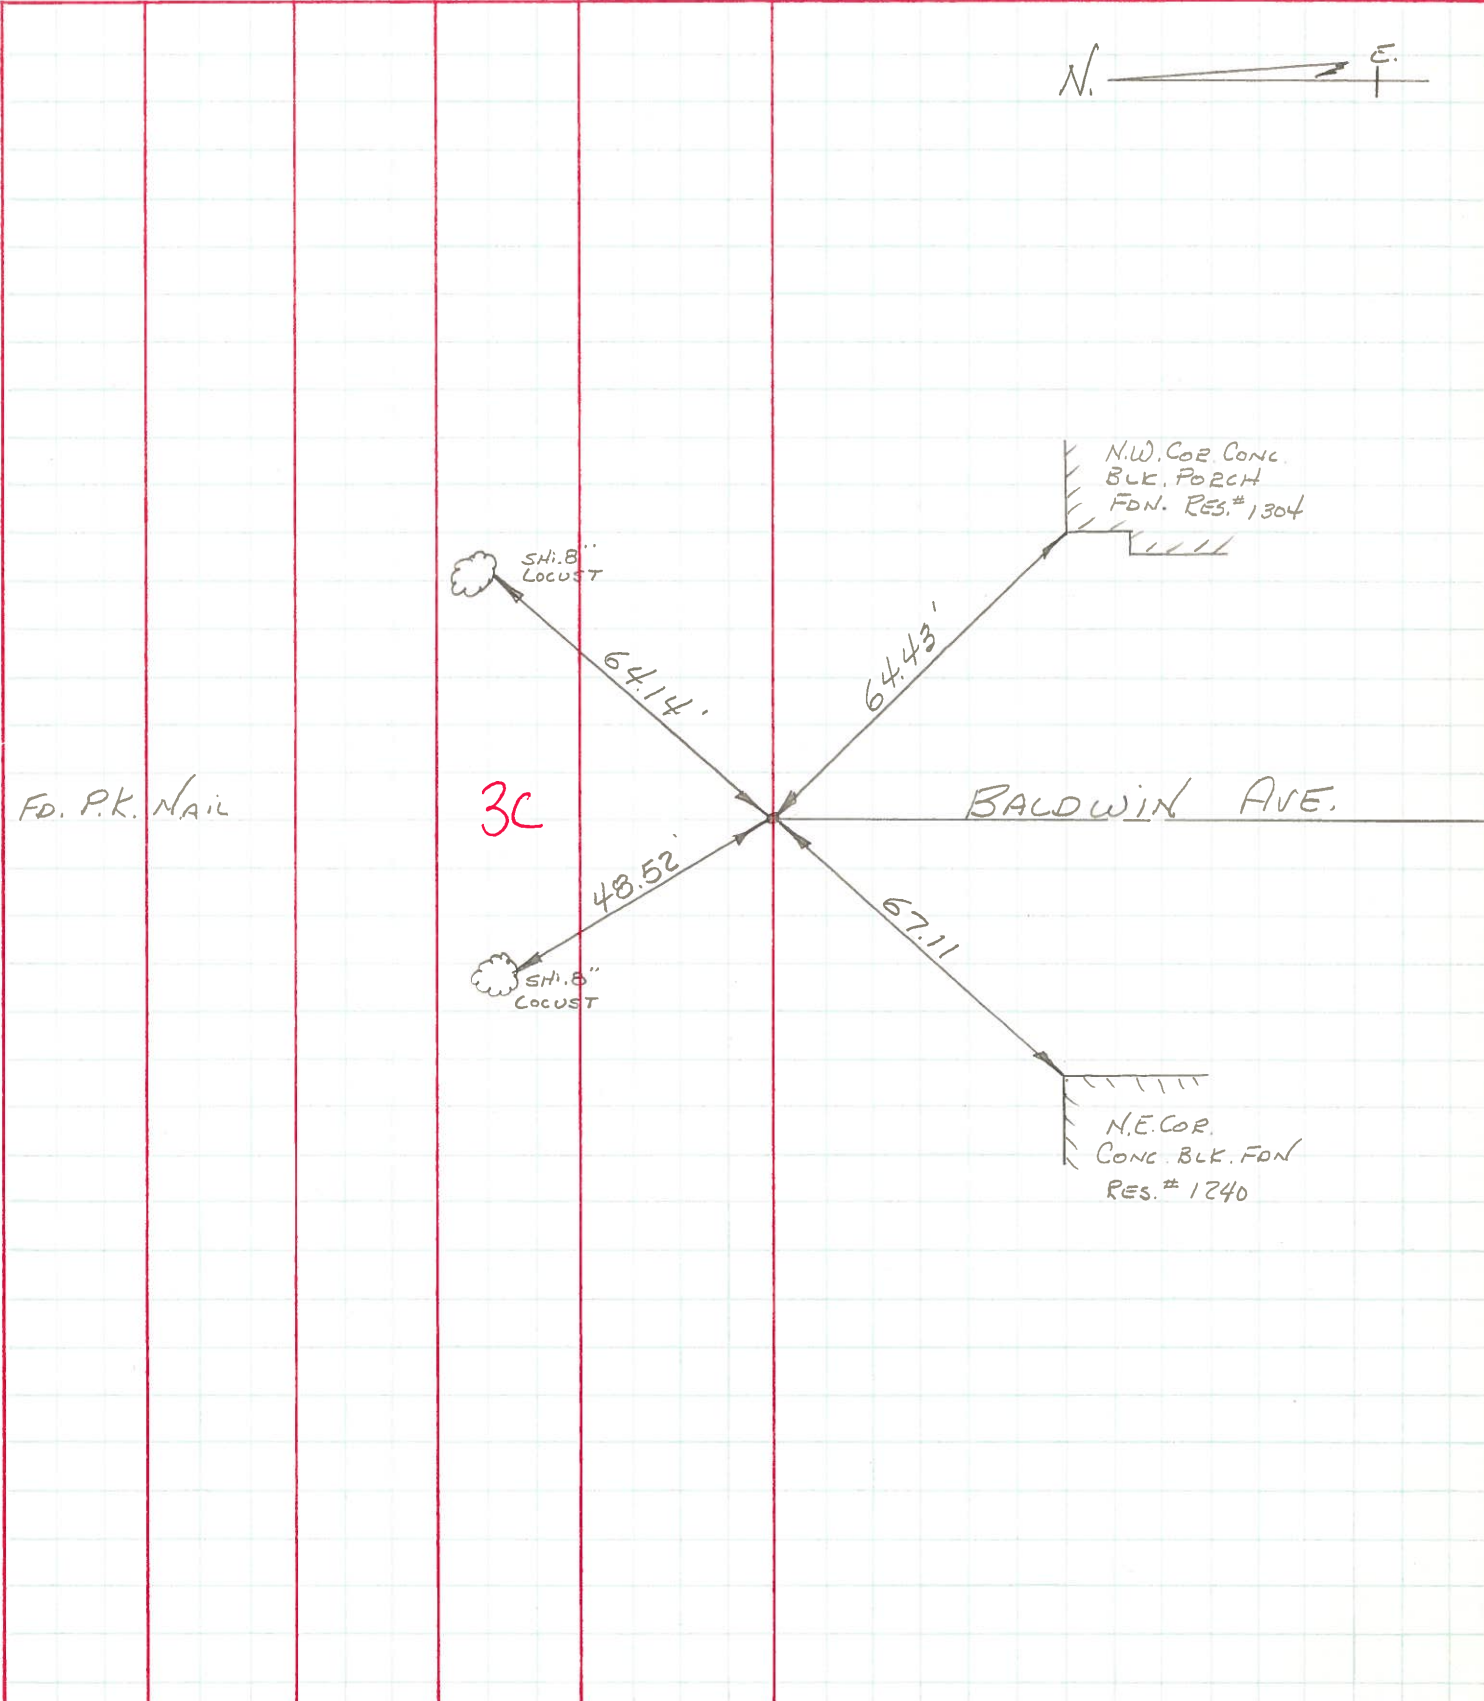 N. E.
N.W. COR. CONC.
BLK. PORCH
FDN. RES.# 1304
SHI. 8"
LOCUST
64.14'
64.43'
FD. P.K. NAIL
3C
BALDWIN AVE.
48.52'
67.11
SHI. 8"
LOCUST
N.E. COR.
CONC. BLK. FDN
RES.# 1240